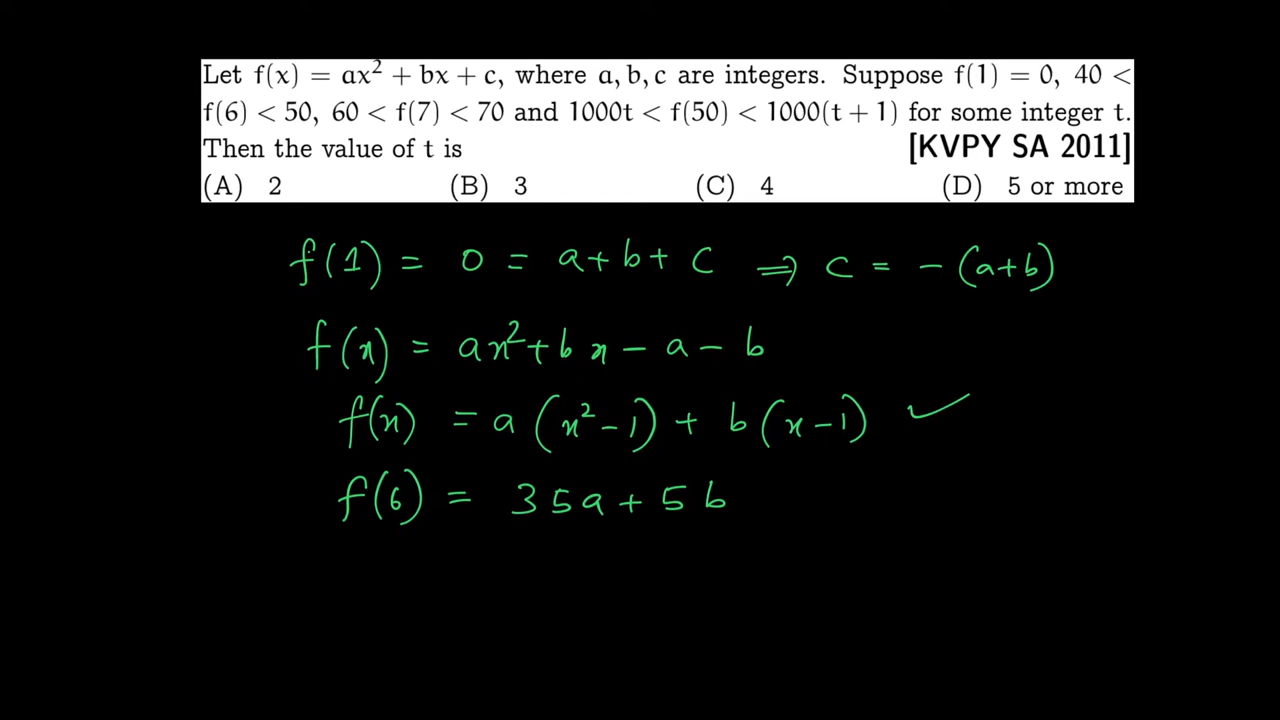 Let f(x) = ax² + bx + c, where a, b, c are integers. Suppose f(1) = 0, 40 <
f(6) < 50, 60 < f(7) < 70 and 1000t < f(50) < 1000(t + 1) for some integer t.
Then the value of t is [KVPY SA 2011]
(A) 2 (B) 3 (C) 4 (D) 5 or more
f(1) = 0 = a+b+c ⇒ c = -(a+b)
f(x) = ax²+bx - a - b
f(x) = a(x²-1) + b(x-1) ✓
f(6) = 35a+5b